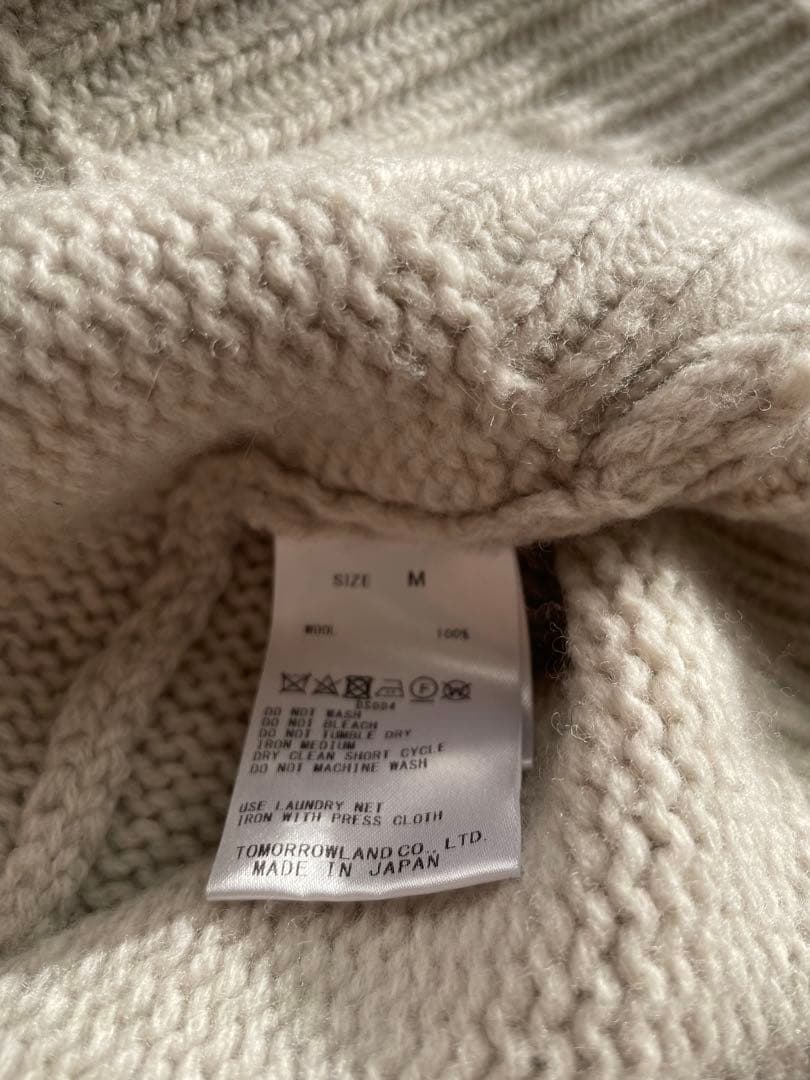 SIZE M
WOOL 100%
BS004
DO NOT WASH
DO NOT BLEACH
DO NOT TUMBLE DRY
IRON MEDIUM
DRY CLEAN SHORT CYCLE
DO NOT MACHINE WASH
USE LAUNDRY NET
IRON WITH PRESS CLOTH
TOMORROWLAND CO., LTD.
MADE IN JAPAN